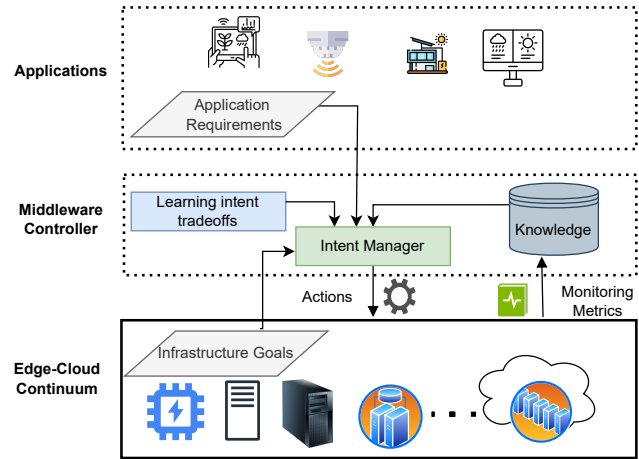 Applications
Application
Requirements
Middleware
Controller
Learning intent
tradeoffs
Intent Manager
Knowledge
Actions
Monitoring
Metrics
Edge-Cloud
Continuum
Infrastructure Goals